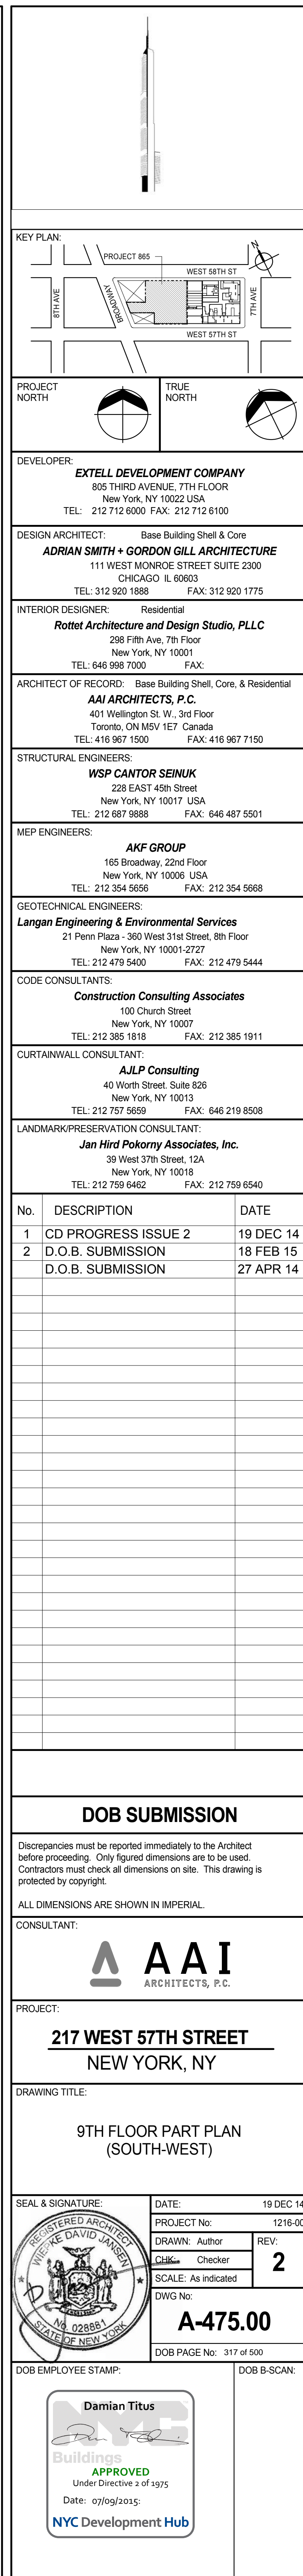 KEY PLAN:
N
PROJECT 865
WEST 58TH ST
8TH AVE
BROADWAY
7TH AVE
WEST 57TH ST
PROJECT NORTH
TRUE NORTH
DEVELOPER:
EXTELL DEVELOPMENT COMPANY
805 THIRD AVENUE, 7TH FLOOR
New York, NY 10022 USA
TEL: 212 712 6000 FAX: 212 712 6100
DESIGN ARCHITECT: Base Building Shell & Core
ADRIAN SMITH + GORDON GILL ARCHITECTURE
111 WEST MONROE STREET SUITE 2300
CHICAGO IL 60603
TEL: 312 920 1888 FAX: 312 920 1775
INTERIOR DESIGNER: Residential
Rottet Architecture and Design Studio, PLLC
298 Fifth Ave, 7th Floor
New York, NY 10001
TEL: 646 998 7000 FAX:
ARCHITECT OF RECORD: Base Building Shell, Core, & Residential
AAI ARCHITECTS, P.C.
401 Wellington St. W., 3rd Floor
Toronto, ON M5V 1E7 Canada
TEL: 416 967 1500 FAX: 416 967 7150
STRUCTURAL ENGINEERS:
WSP CANTOR SEINUK
228 EAST 45th Street
New York, NY 10017 USA
TEL: 212 687 9888 FAX: 646 487 5501
MEP ENGINEERS:
AKF GROUP
165 Broadway, 22nd Floor
New York, NY 10006 USA
TEL: 212 354 5656 FAX: 212 354 5668
GEOTECHNICAL ENGINEERS:
Langan Engineering & Environmental Services
21 Penn Plaza - 360 West 31st Street, 8th Floor
New York, NY 10001-2727
TEL: 212 479 5400 FAX: 212 479 5444
CODE CONSULTANTS:
Construction Consulting Associates
100 Church Street
New York, NY 10007
TEL: 212 385 1818 FAX: 212 385 1911
CURTAINWALL CONSULTANT:
AJLP Consulting
40 Worth Street. Suite 826
New York, NY 10013
TEL: 212 757 5659 FAX: 646 219 8508
LANDMARK/PRESERVATION CONSULTANT:
Jan Hird Pokorny Associates, Inc.
39 West 37th Street, 12A
New York, NY 10018
TEL: 212 759 6462 FAX: 212 759 6540
No. DESCRIPTION DATE
1 CD PROGRESS ISSUE 2 19 DEC 14
2 D.O.B. SUBMISSION 18 FEB 15
D.O.B. SUBMISSION 27 APR 14
DOB SUBMISSION
Discrepancies must be reported immediately to the Architect
before proceeding. Only figured dimensions are to be used.
Contractors must check all dimensions on site. This drawing is
protected by copyright.
ALL DIMENSIONS ARE SHOWN IN IMPERIAL.
CONSULTANT:
AAI
ARCHITECTS, P.C.
PROJECT:
217 WEST 57TH STREET
NEW YORK, NY
DRAWING TITLE:
9TH FLOOR PART PLAN
(SOUTH-WEST)
SEAL & SIGNATURE:
REGISTERED ARCHITECT
DAVID JANSEN
No. 028881
STATE OF NEW YORK
DATE: 19 DEC 14
PROJECT No: 1216-00
DRAWN: Author
REV:
CHK: Checker
2
SCALE: As indicated
DWG No:
A-475.00
DOB PAGE No: 317 of 500
DOB EMPLOYEE STAMP:
DOB B-SCAN:
NYC
Damian Titus
Buildings
APPROVED
Under Directive 2 of 1975
Date: 07/09/2015:
NYC Development Hub